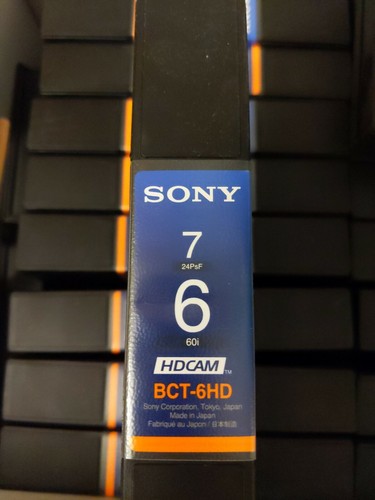 SONY
7
24PsF
6
60i
HDCAM™
BCT-6HD
Sony Corporation, Tokyo, Japan
Made in Japan
Fabriqué au Japon / 日本製造